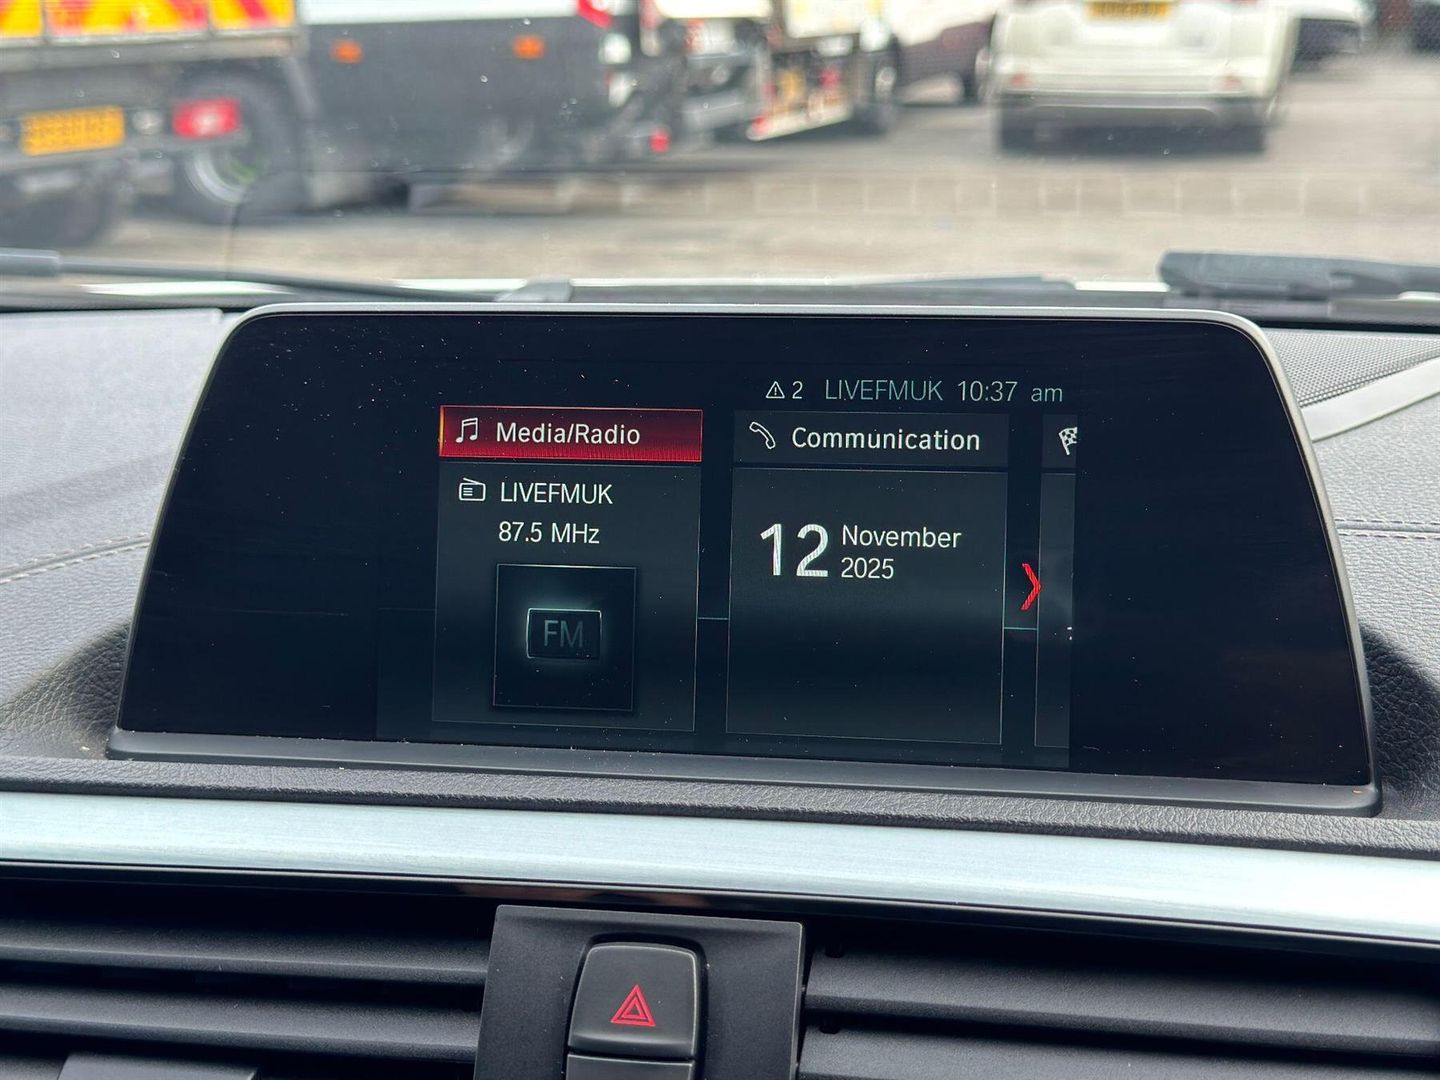 2 LIVEFMUK 10:37 am
Media/Radio
Communication
LIVEFMUK
87.5 MHz
FM
12 November
2025